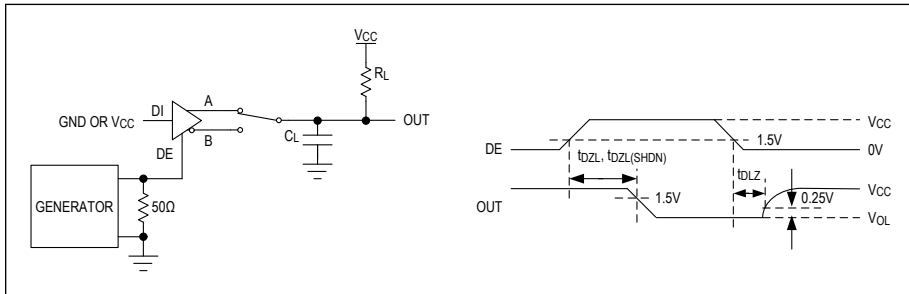 VCC
RL
A
DI
GND OR VCC
OUT
B
CL
DE
GENERATOR
50Ω
VCC
1.5V
DE
0V
tDZL, tDZL(SHDN)
tDLZ
VCC
OUT
1.5V
0.25V
VOL